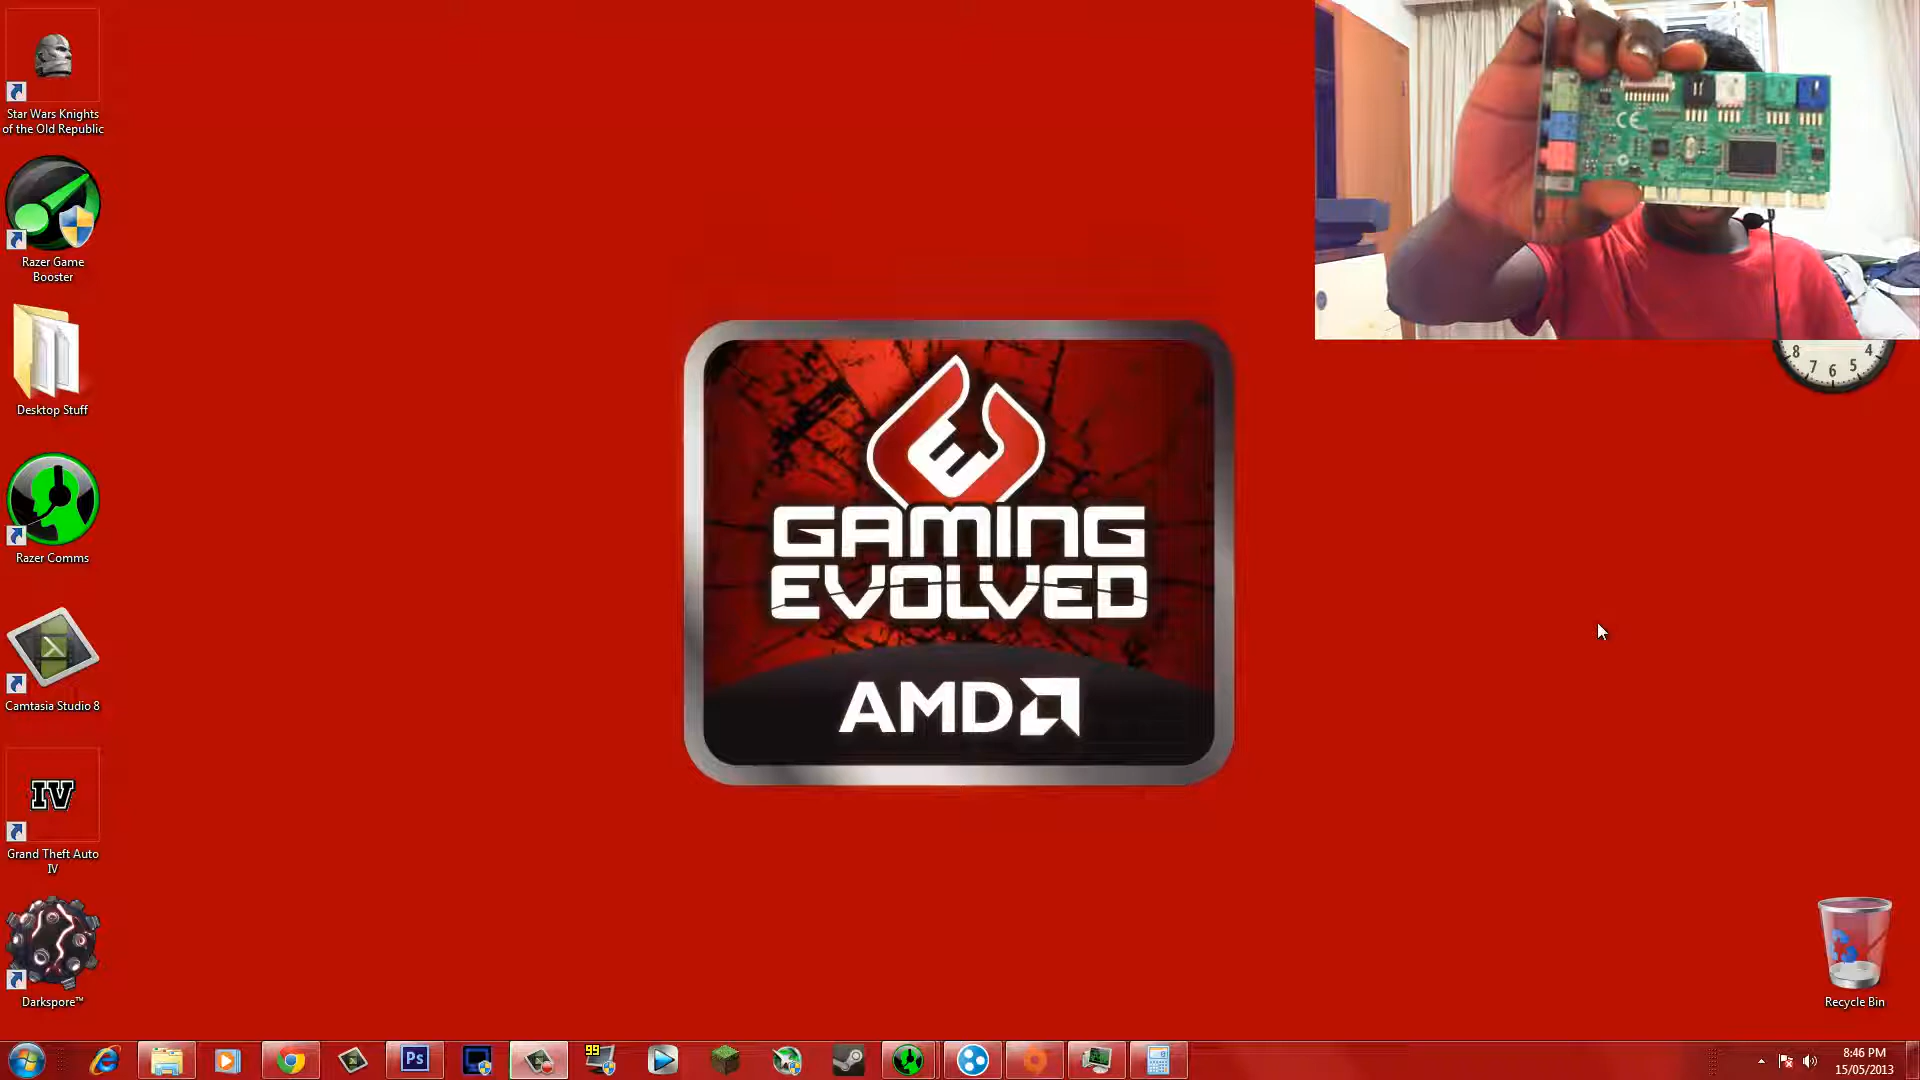 Star Wars Knights
of the Old Republic
Razer Game
Booster
Desktop Stuff
Razer Comms
Camtasia Studio 8
IV
Grand Theft Auto
IV
Darkspore™
CE
8 7 6 5 4
E
GAMING
EVOLVED
AMD
Recycle Bin
Ps
99
8:46 PM
15/05/2013